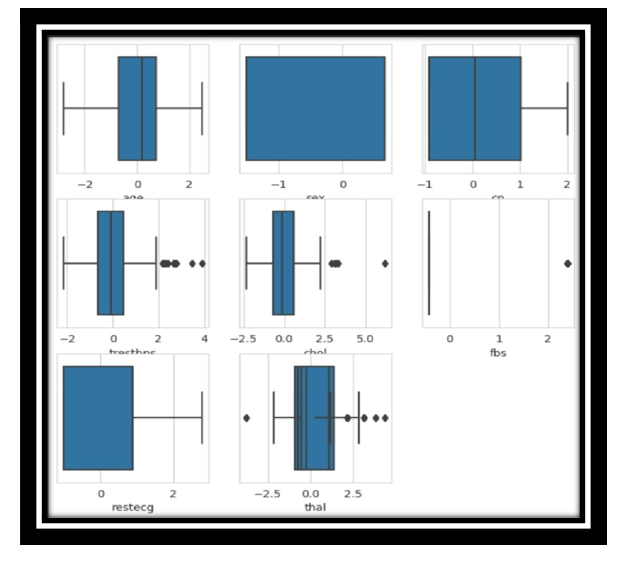 −2 0 2 −1 0 −1 0 1 2
age sex cp
−2 0 2 4 −2.5 0.0 2.5 5.0 0 1 2
trestbps chol fbs
0 2 −2.5 0.0 2.5
restecg thal